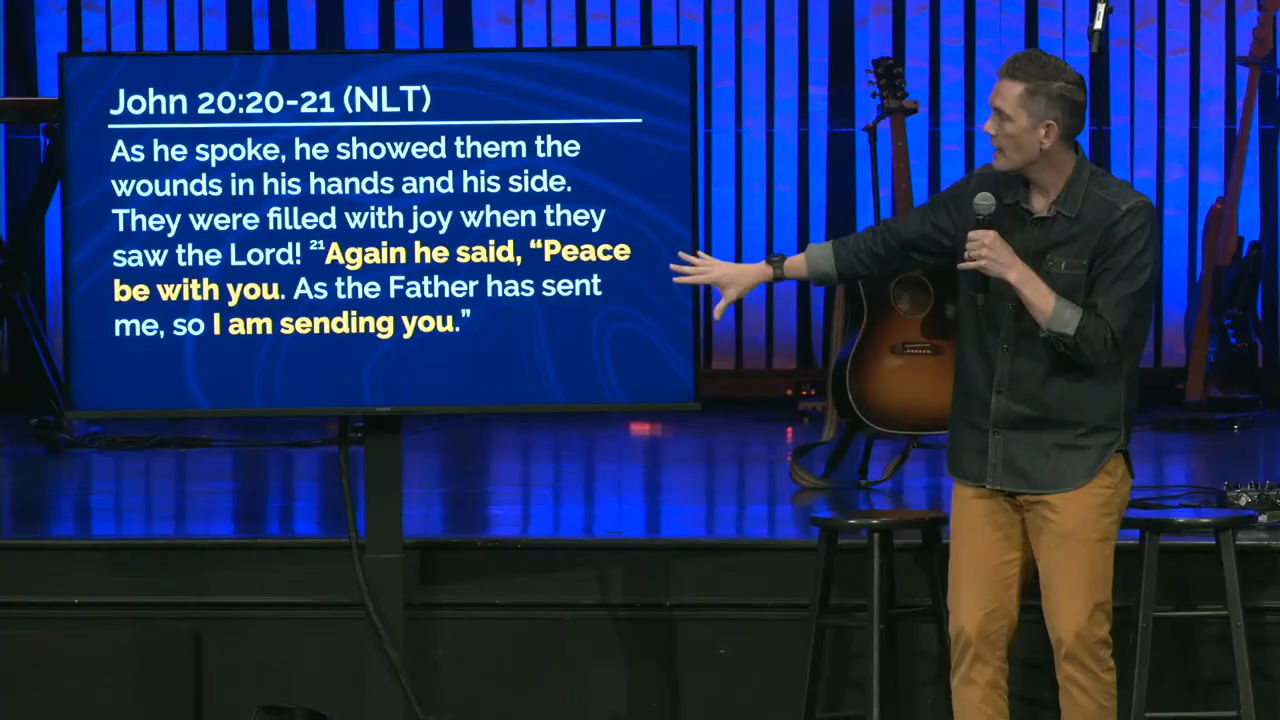 John 20:20-21 (NLT)
As he spoke, he showed them the
wounds in his hands and his side.
They were filled with joy when they
saw the Lord! ²¹Again he said, “Peace
be with you. As the Father has sent
me, so I am sending you.”